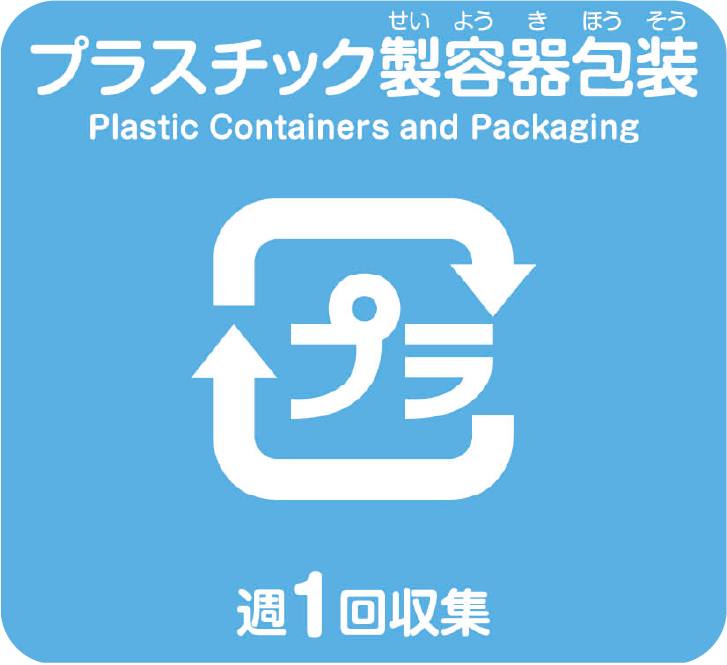 せい よう き ほう そう
プラスチック製容器包装
Plastic Containers and Packaging
プラ
週1回収集